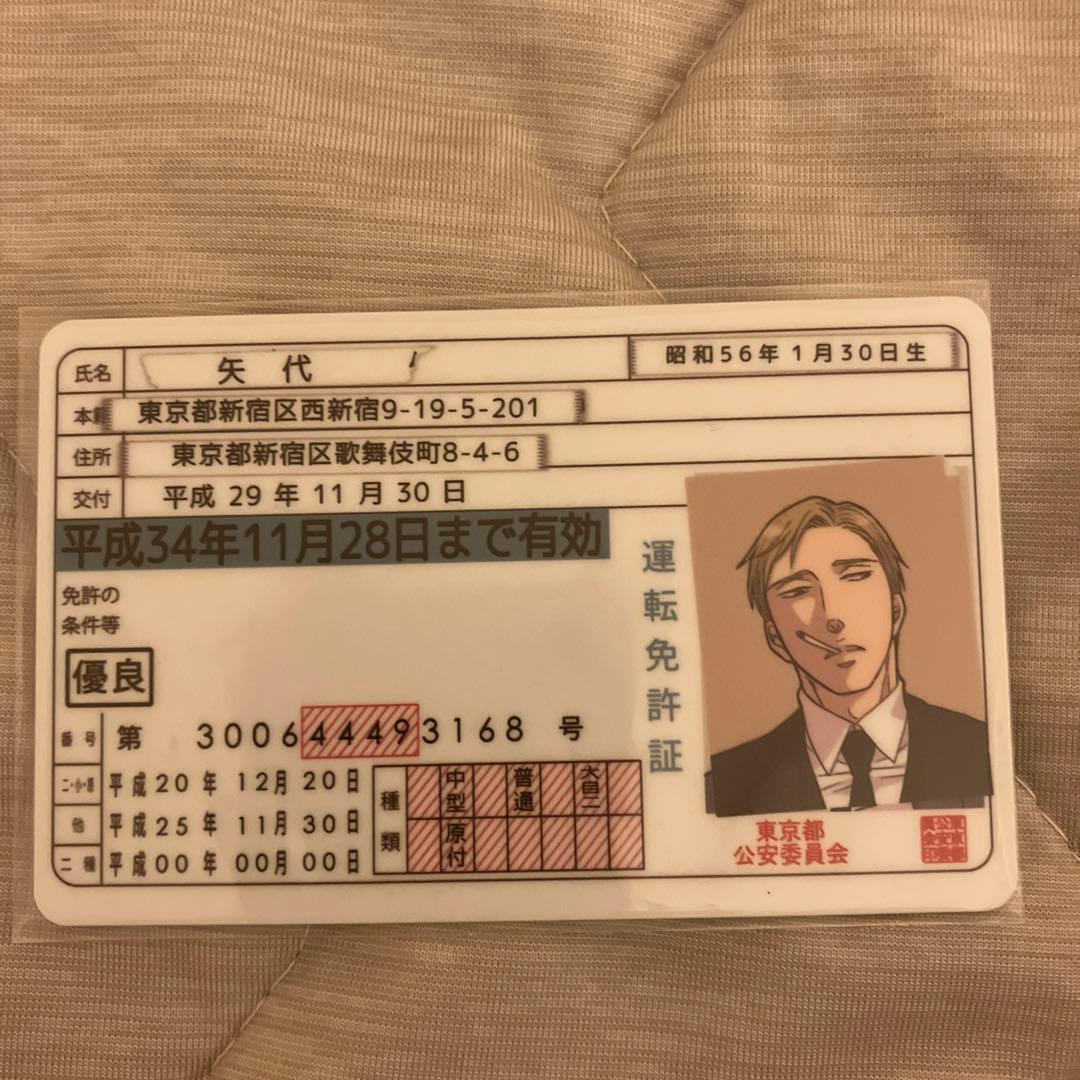 氏名 矢代 昭和56年1月30日生
本籍 東京都新宿区西新宿9-19-5-201
住所 東京都新宿区歌舞伎町8-4-6
交付 平成 29 年 11 月 30 日
平成34年11月28日まで有効
免許の
条件等
優良
番号 第 300644493168 号
二・小・原 平成20年12月20日
他 平成25年11月30日
二種 平成00年00月00日
種類
中型 普通 大自二
原付
運転免許証
東京都
公安委員会